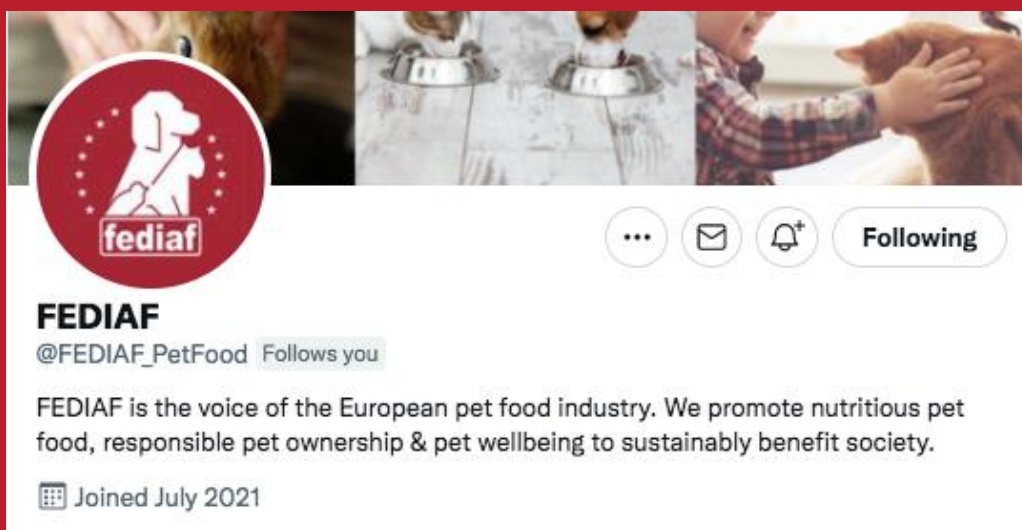 fediaf
Following
FEDIAF
@FEDIAF_PetFood Follows you
FEDIAF is the voice of the European pet food industry. We promote nutritious pet
food, responsible pet ownership & pet wellbeing to sustainably benefit society.
Joined July 2021